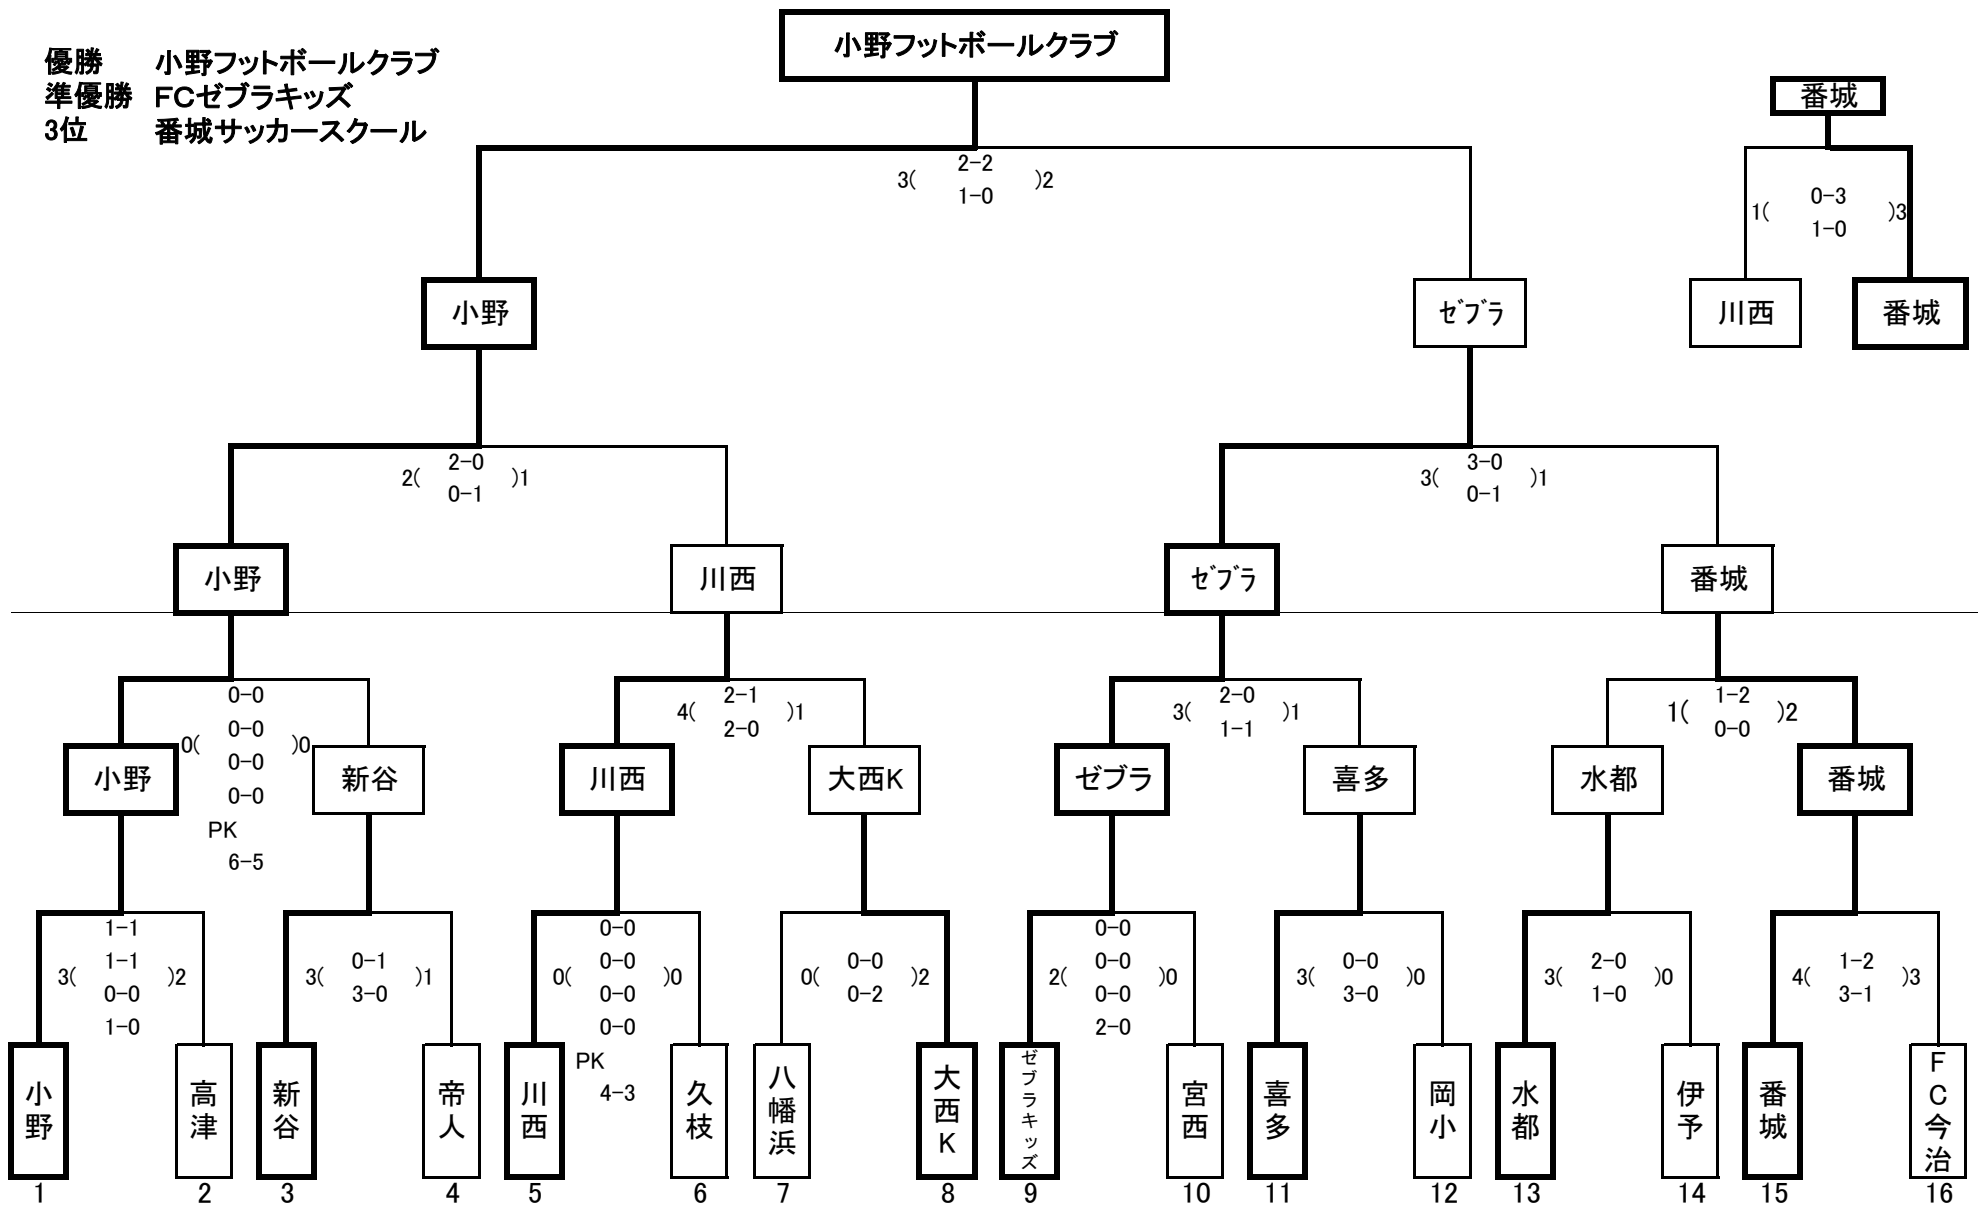 小野フットボールクラブ
優勝 小野フットボールクラブ
準優勝 FCゼブラキッズ
3位 番城サッカースクール
番城
2-2
3( )2
1-0
0-3
1( )3
1-0
小野
ｾﾞﾌﾞﾗ
川西
番城
2-0
2( )1
0-1
3-0
3( )1
0-1
小野
川西
ｾﾞﾌﾞﾗ
番城
0-0
0-0
0( )0
0-0
0-0
PK
6-5
2-1
4( )1
2-0
2-0
3( )1
1-1
1-2
1( )2
0-0
小野
新谷
川西
大西K
ゼブラ
喜多
水都
番城
1-1
1-1
3( )2
0-0
1-0
0-1
3( )1
3-0
0-0
0-0
0( )0
0-0
0-0
PK
4-3
0-0
0( )2
0-2
0-0
0-0
2( )0
0-0
2-0
0-0
3( )0
3-0
2-0
3( )0
1-0
1-2
4( )3
3-1
小野
高津
新谷
帝人
川西
久枝
八幡浜
大西K
ゼブラキッズ
宮西
喜多
岡小
水都
伊予
番城
FC今治
1 2 3 4 5 6 7 8 9 10 11 12 13 14 15 16